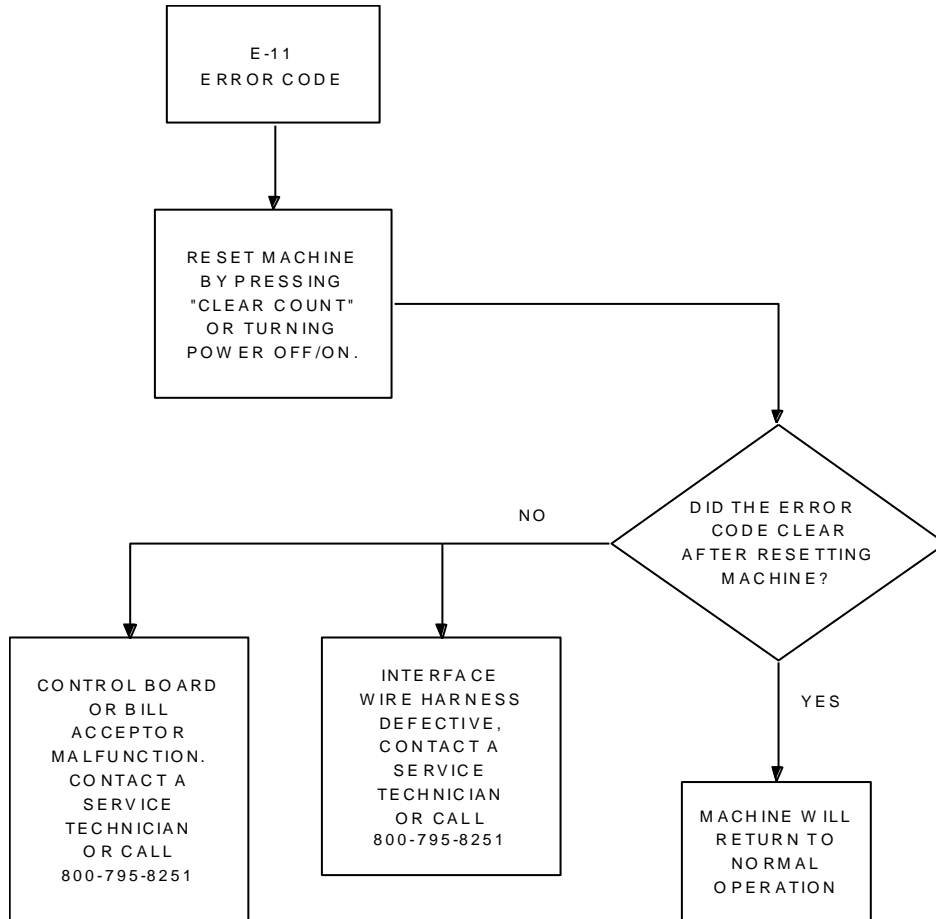 E-11
ERROR CODE
RESET MACHINE
BY PRESSING
"CLEAR COUNT"
OR TURNING
POWER OFF/ON.
DID THE ERROR
CODE CLEAR
AFTER RESETTING
MACHINE?
NO
YES
CONTROL BOARD
OR BILL
ACCEPTOR
MALFUNCTION.
CONTACT A
SERVICE
TECHNICIAN
OR CALL
800-795-8251
INTERFACE
WIRE HARNESS
DEFECTIVE,
CONTACT A
SERVICE
TECHNICIAN
OR CALL
800-795-8251
MACHINE WILL
RETURN TO
NORMAL
OPERATION